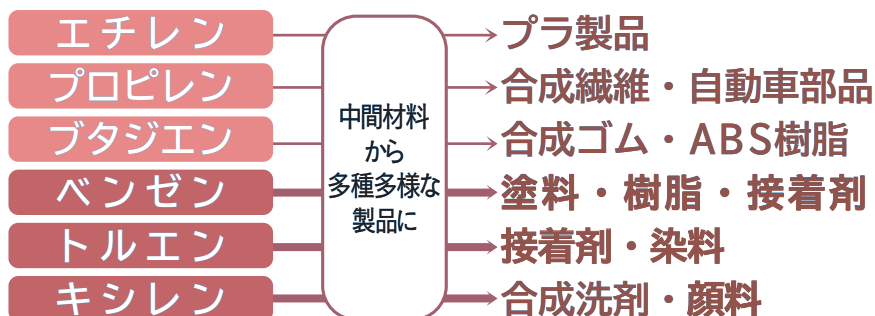 エチレン
プロピレン
ブタジエン
ベンゼン
トルエン
キシレン
中間材料
から
多種多様な
製品に
プラ製品
合成繊維・自動車部品
合成ゴム・ABS樹脂
塗料・樹脂・接着剤
接着剤・染料
合成洗剤・顔料